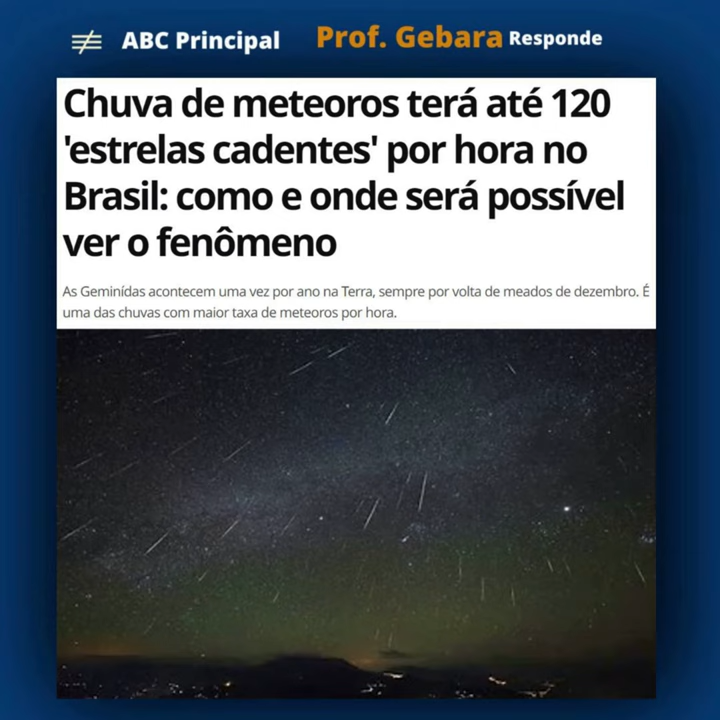 ABC Principal Prof. Gebara Responde
Chuva de meteoros terá até 120
'estrelas cadentes' por hora no
Brasil: como e onde será possível
ver o fenômeno
As Geminídas acontecem uma vez por ano na Terra, sempre por volta de meados de dezembro. É
uma das chuvas com maior taxa de meteoros por hora.